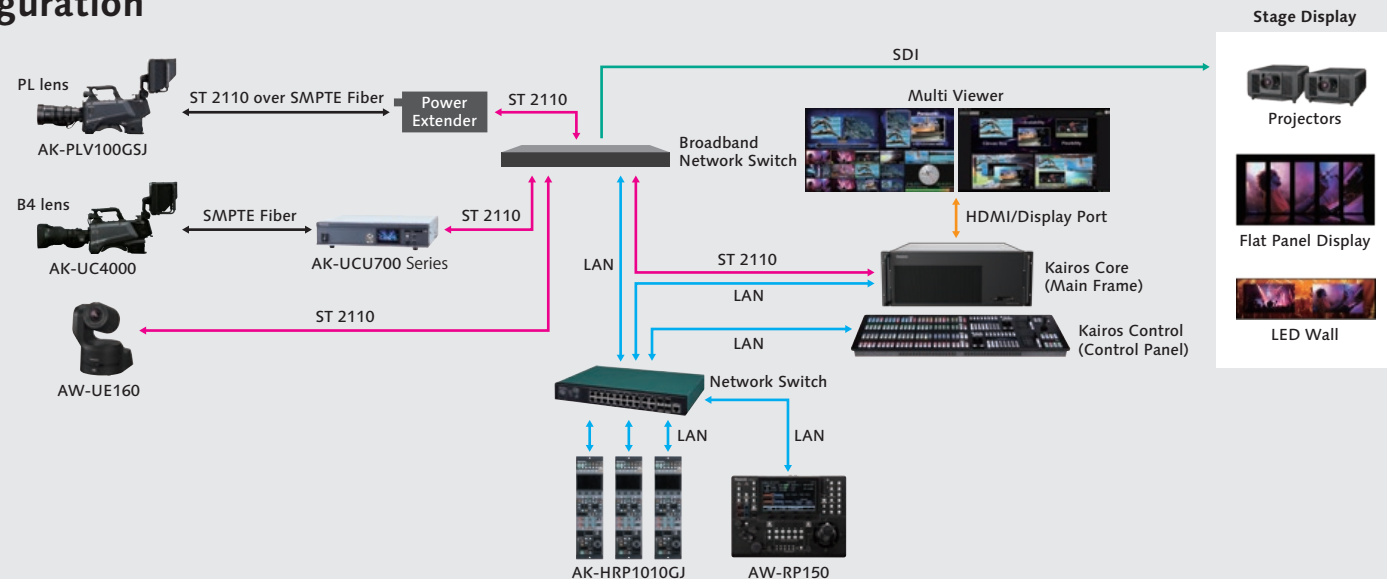 guration
Stage Display
SDI
PL lens
ST 2110 over SMPTE Fiber
Power
Extender
ST 2110
Multi Viewer
Projectors
AK-PLV100GSJ
Broadband
Network Switch
B4 lens
SMPTE Fiber
ST 2110
HDMI/Display Port
Flat Panel Display
AK-UC4000
AK-UCU700 Series
LAN
ST 2110
Kairos Core
(Main Frame)
LAN
ST 2110
Kairos Control
(Control Panel)
LAN
LED Wall
AW-UE160
Network Switch
LAN
LAN
AK-HRP1010GJ
AW-RP150